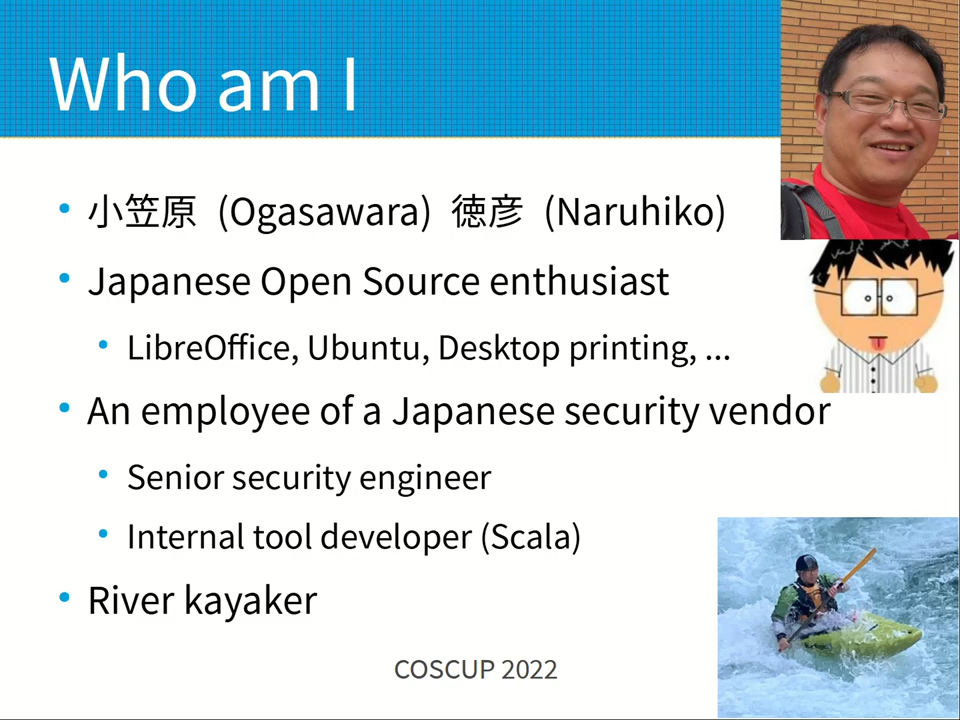 Who am I
• 小笠原 (Ogasawara) 徳彦 (Naruhiko)
• Japanese Open Source enthusiast
• LibreOffice, Ubuntu, Desktop printing, ...
• An employee of a Japanese security vendor
• Senior security engineer
• Internal tool developer (Scala)
• River kayaker
COSCUP 2022